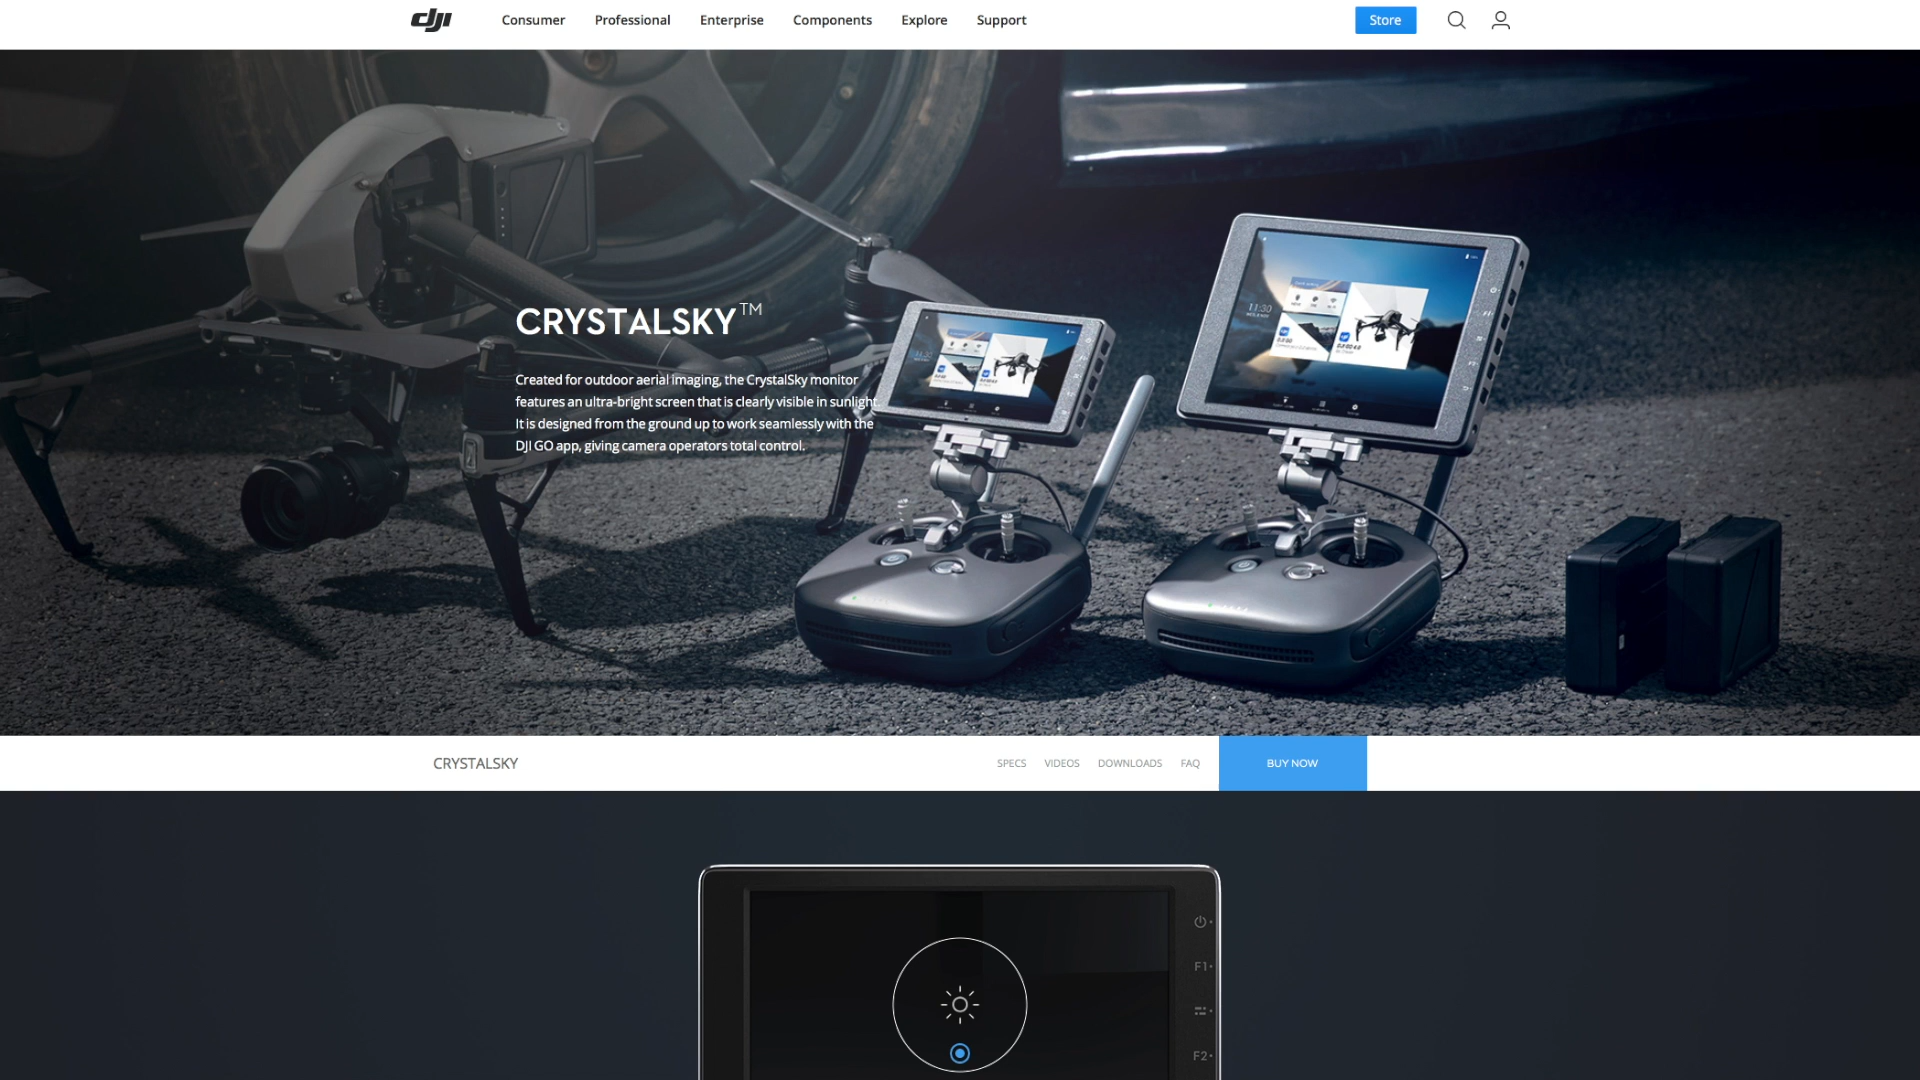 dji
Consumer
Professional
Enterprise
Components
Explore
Support
Store
CRYSTALSKY™
Created for outdoor aerial imaging, the CrystalSky monitor
features an ultra-bright screen that is clearly visible in sunlight.
It is designed from the ground up to work seamlessly with the
DJI GO app, giving camera operators total control.
11:30
CRYSTALSKY
SPECS
VIDEOS
DOWNLOADS
FAQ
BUY NOW
F1
F2